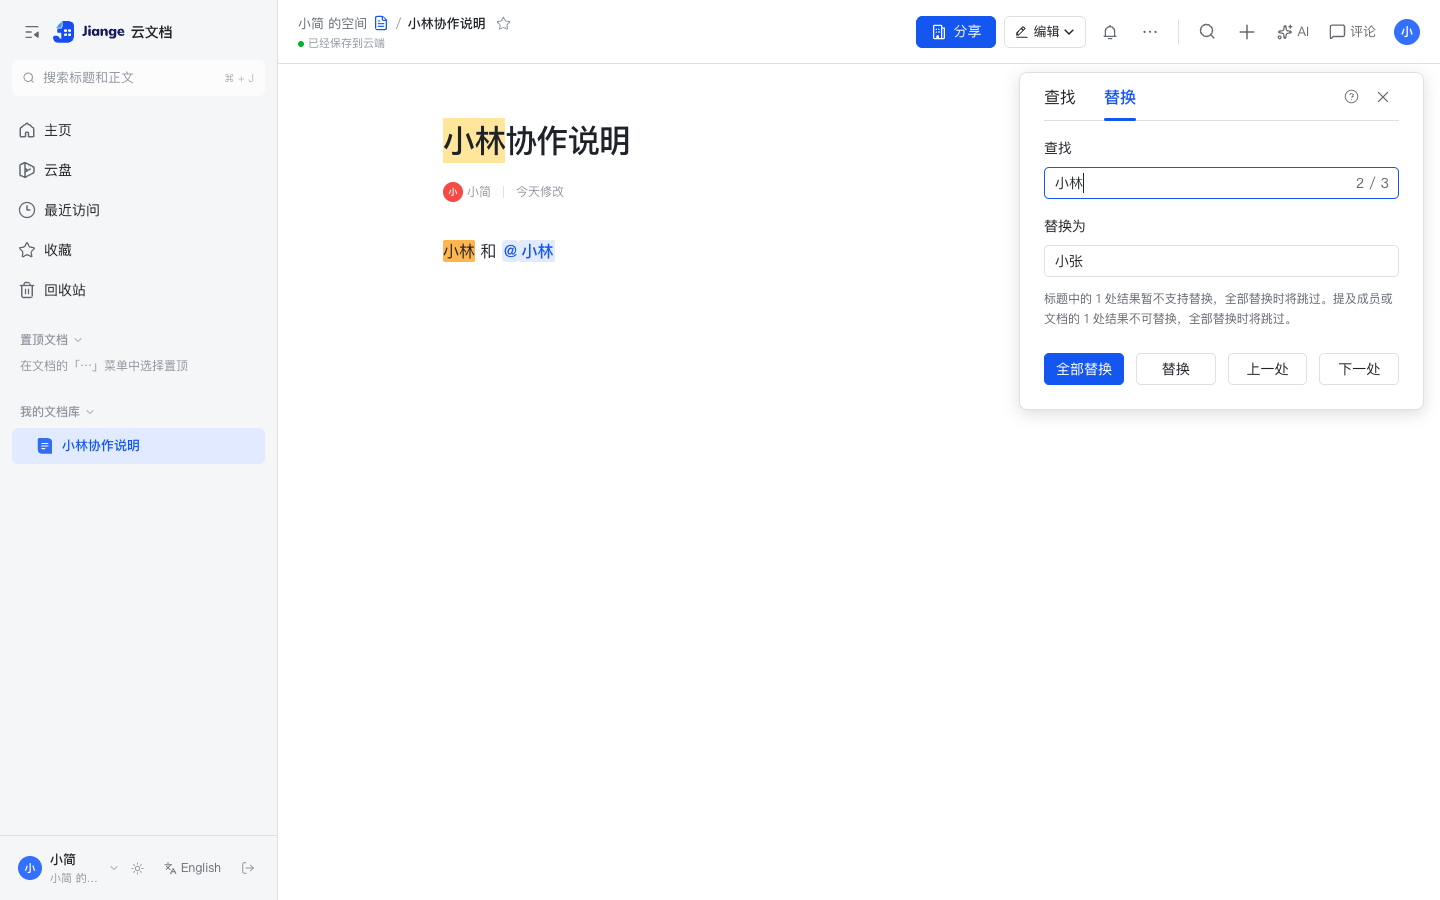 Jiange 云文档
搜索标题和正文 ⌘ + J
主页
云盘
最近访问
收藏
回收站
置顶文档
在文档的「···」菜单中选择置顶
我的文档库
小林协作说明
小简
小简 的...
English
小简 的空间 / 小林协作说明
已经保存到云端
分享
编辑
AI
评论
小
小林协作说明
小 小简 今天修改
小林 和 @小林
查找 替换
查找
小林 2 / 3
替换为
小张
标题中的 1 处结果暂不支持替换，全部替换时将跳过。提及成员或
文档的 1 处结果不可替换，全部替换时将跳过。
全部替换 替换 上一处 下一处
小